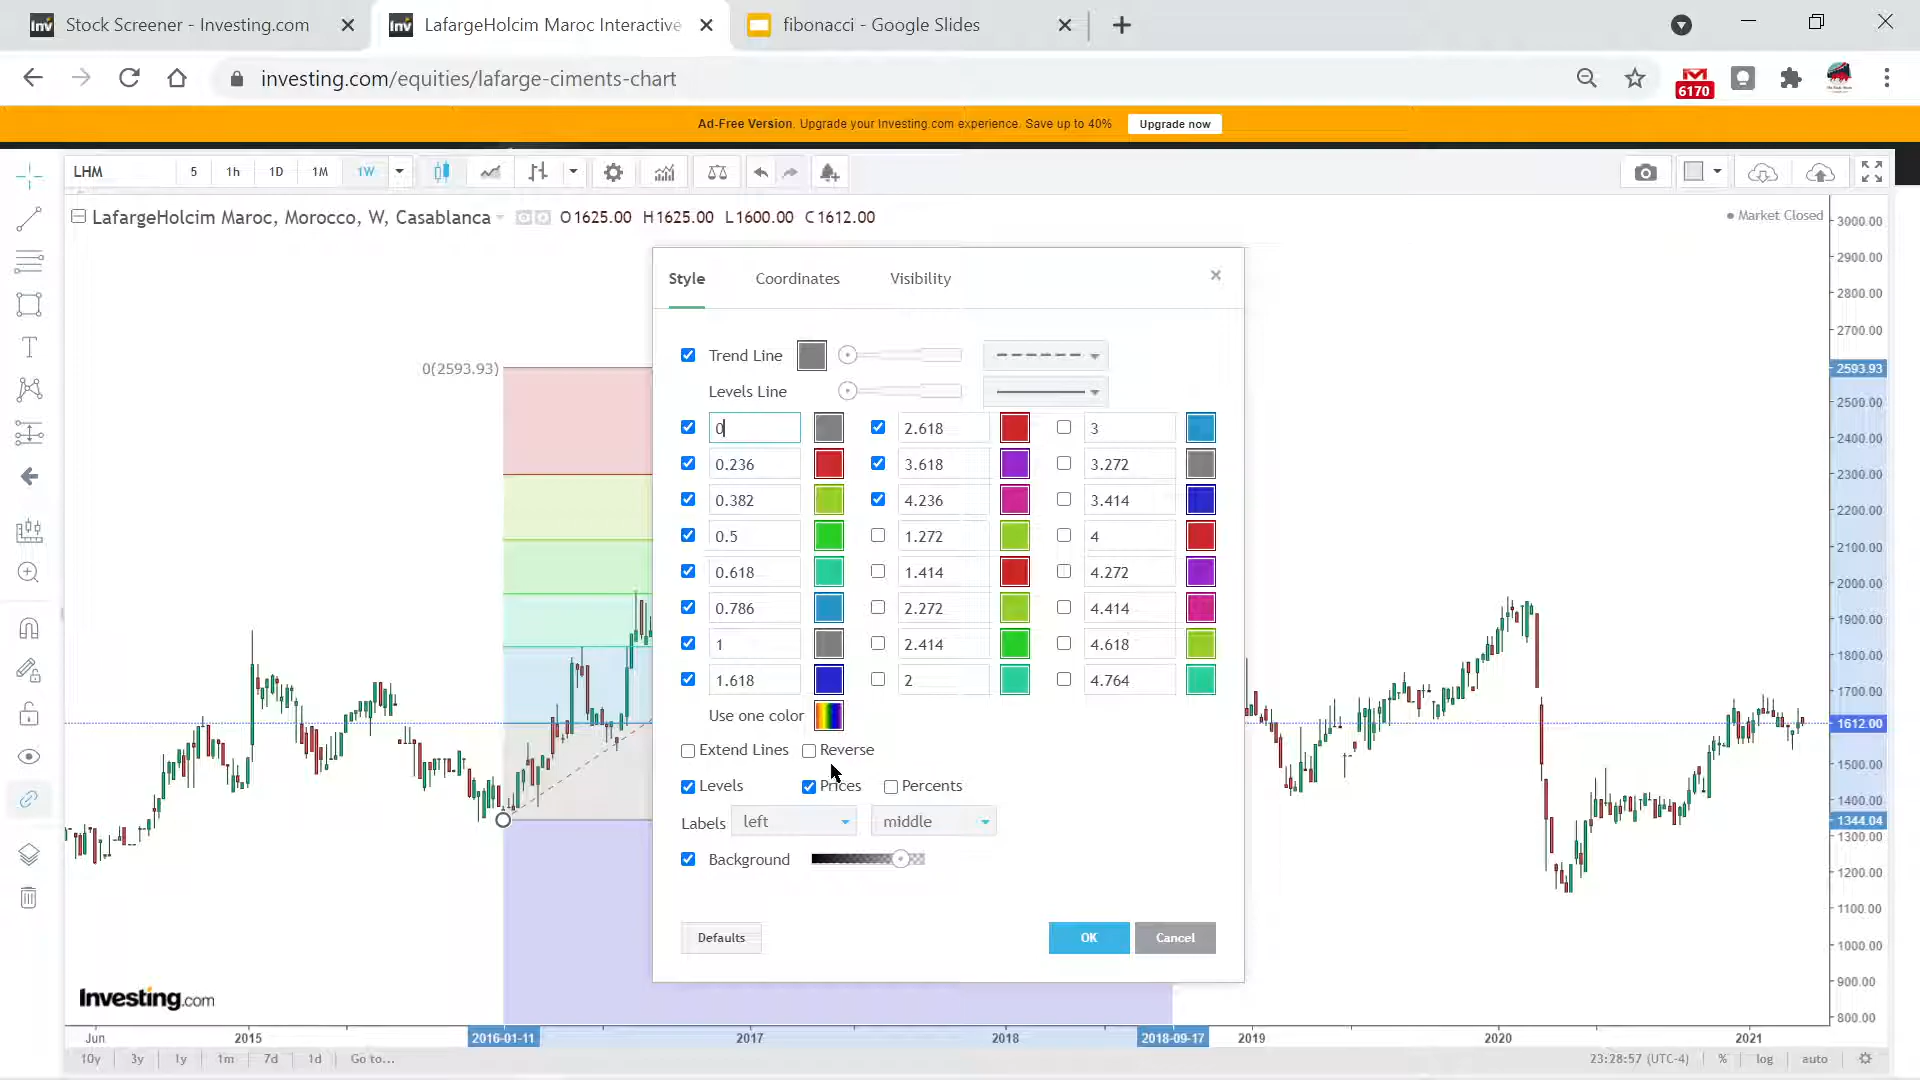 Stock Screener - Investing.com
LafargeHolcim Maroc Interactive
fibonacci - Google Slides
investing.com/equities/lafarge-ciments-chart
6170
Ad-Free Version. Upgrade your Investing.com experience. Save up to 40%
Upgrade now
LHM
5
1h
1D
1M
1W
LafargeHolcim Maroc, Morocco, W, Casablanca
O1625.00 H1625.00 L1600.00 C1612.00
Market Closed
0(2593.93)
Style
Coordinates
Visibility
Trend Line
Levels Line
0
2.618
3
0.236
3.618
3.272
0.382
4.236
3.414
0.5
1.272
4
0.618
1.414
4.272
0.786
2.272
4.414
1
2.414
4.618
1.618
2
4.764
Use one color
Extend Lines
Reverse
Levels
Prices
Percents
Labels
left
middle
Background
Defaults
OK
Cancel
3000.00
2900.00
2800.00
2700.00
2593.93
2500.00
2400.00
2300.00
2200.00
2100.00
2000.00
1900.00
1800.00
1700.00
1612.00
1500.00
1400.00
1344.04
1300.00
1200.00
1100.00
1000.00
900.00
800.00
Investing.com
Jun
2015
2016-01-11
2017
2018
2018-09-17
2019
2020
2021
10y
3y
1y
1m
7d
1d
Go to...
23:28:57 (UTC-4)
%
log
auto